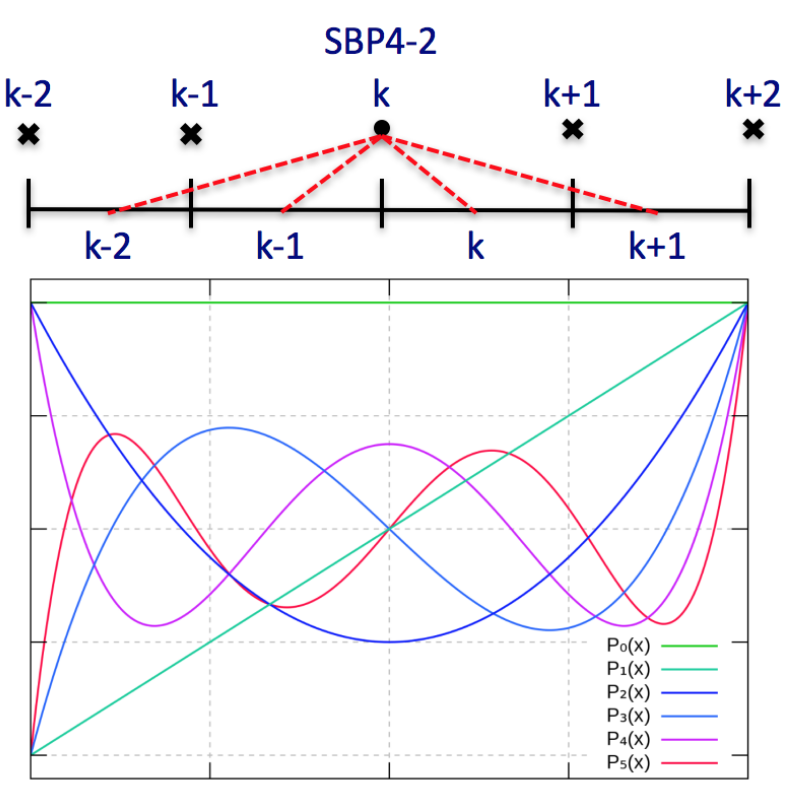 SBP4-2
k-2 k-1 k k+1 k+2
k-2 k-1 k k+1
P₀(x)
P₁(x)
P₂(x)
P₃(x)
P₄(x)
P₅(x)